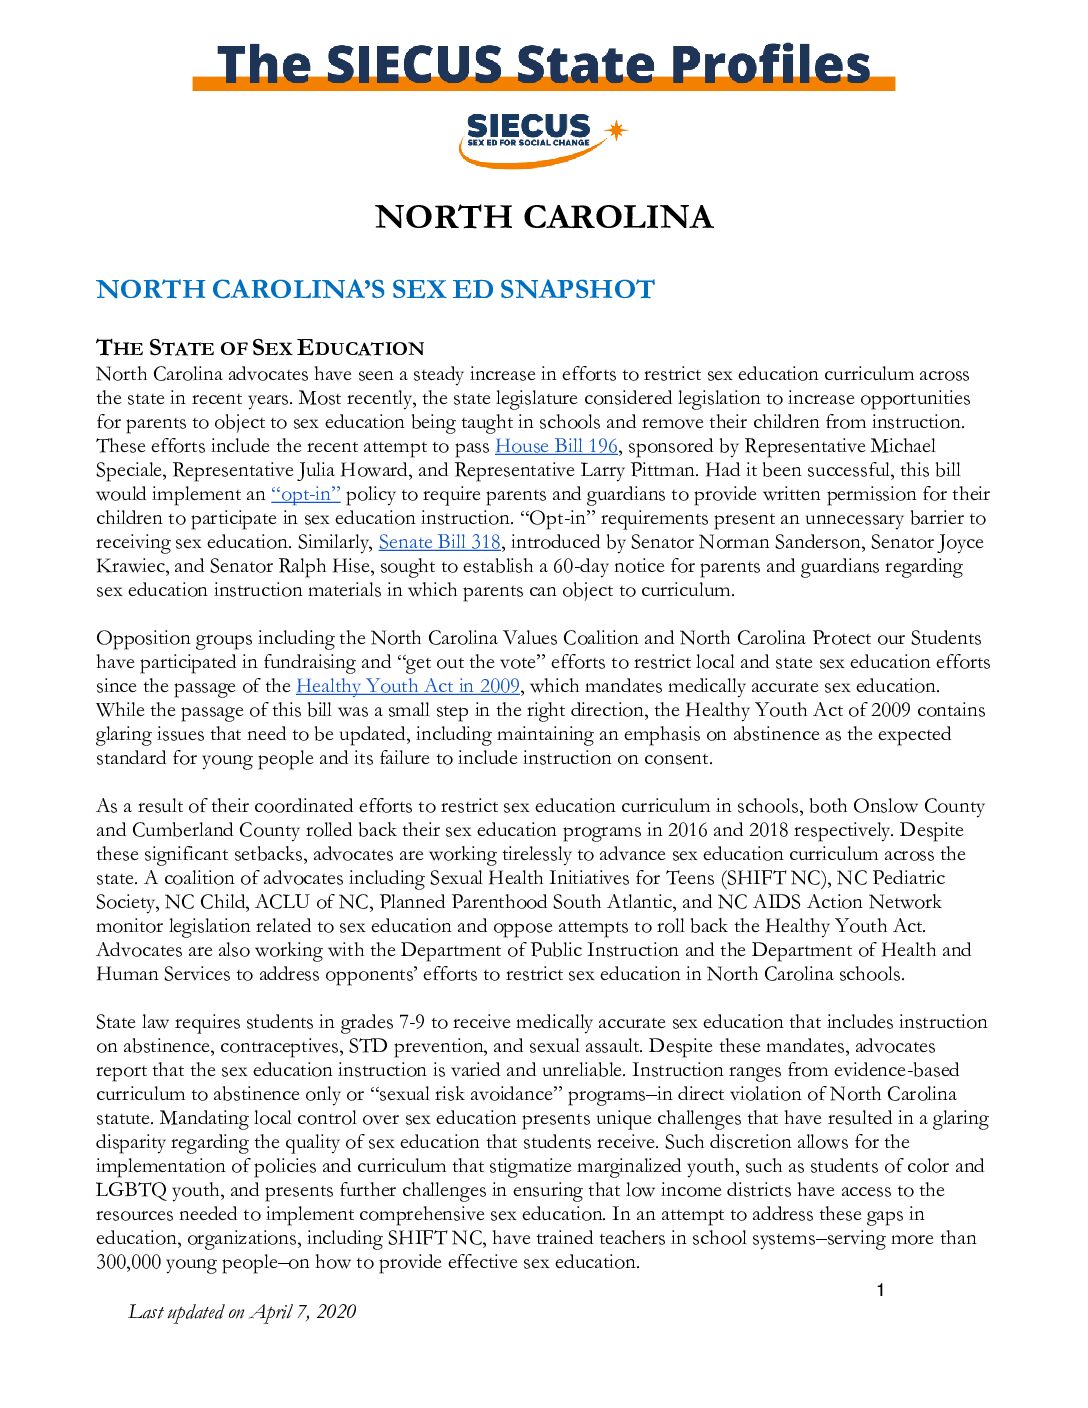 The SIECUS State Profiles
SIECUS
SEX ED FOR SOCIAL CHANGE
NORTH CAROLINA
NORTH CAROLINA'S SEX ED SNAPSHOT
THE STATE OF SEX EDUCATION
North Carolina advocates have seen a steady increase in efforts to restrict sex education curriculum across
the state in recent years. Most recently, the state legislature considered legislation to increase opportunities
for parents to object to sex education being taught in schools and remove their children from instruction.
These efforts include the recent attempt to pass House Bill 196, sponsored by Representative Michael
Speciale, Representative Julia Howard, and Representative Larry Pittman. Had it been successful, this bill
would implement an “opt-in” policy to require parents and guardians to provide written permission for their
children to participate in sex education instruction. “Opt-in” requirements present an unnecessary barrier to
receiving sex education. Similarly, Senate Bill 318, introduced by Senator Norman Sanderson, Senator Joyce
Krawiec, and Senator Ralph Hise, sought to establish a 60-day notice for parents and guardians regarding
sex education instruction materials in which parents can object to curriculum.
Opposition groups including the North Carolina Values Coalition and North Carolina Protect our Students
have participated in fundraising and “get out the vote” efforts to restrict local and state sex education efforts
since the passage of the Healthy Youth Act in 2009, which mandates medically accurate sex education.
While the passage of this bill was a small step in the right direction, the Healthy Youth Act of 2009 contains
glaring issues that need to be updated, including maintaining an emphasis on abstinence as the expected
standard for young people and its failure to include instruction on consent.
As a result of their coordinated efforts to restrict sex education curriculum in schools, both Onslow County
and Cumberland County rolled back their sex education programs in 2016 and 2018 respectively. Despite
these significant setbacks, advocates are working tirelessly to advance sex education curriculum across the
state. A coalition of advocates including Sexual Health Initiatives for Teens (SHIFT NC), NC Pediatric
Society, NC Child, ACLU of NC, Planned Parenthood South Atlantic, and NC AIDS Action Network
monitor legislation related to sex education and oppose attempts to roll back the Healthy Youth Act.
Advocates are also working with the Department of Public Instruction and the Department of Health and
Human Services to address opponents’ efforts to restrict sex education in North Carolina schools.
State law requires students in grades 7-9 to receive medically accurate sex education that includes instruction
on abstinence, contraceptives, STD prevention, and sexual assault. Despite these mandates, advocates
report that the sex education instruction is varied and unreliable. Instruction ranges from evidence-based
curriculum to abstinence only or “sexual risk avoidance” programs–in direct violation of North Carolina
statute. Mandating local control over sex education presents unique challenges that have resulted in a glaring
disparity regarding the quality of sex education that students receive. Such discretion allows for the
implementation of policies and curriculum that stigmatize marginalized youth, such as students of color and
LGBTQ youth, and presents further challenges in ensuring that low income districts have access to the
resources needed to implement comprehensive sex education. In an attempt to address these gaps in
education, organizations, including SHIFT NC, have trained teachers in school systems–serving more than
300,000 young people–on how to provide effective sex education.
1
Last updated on April 7, 2020